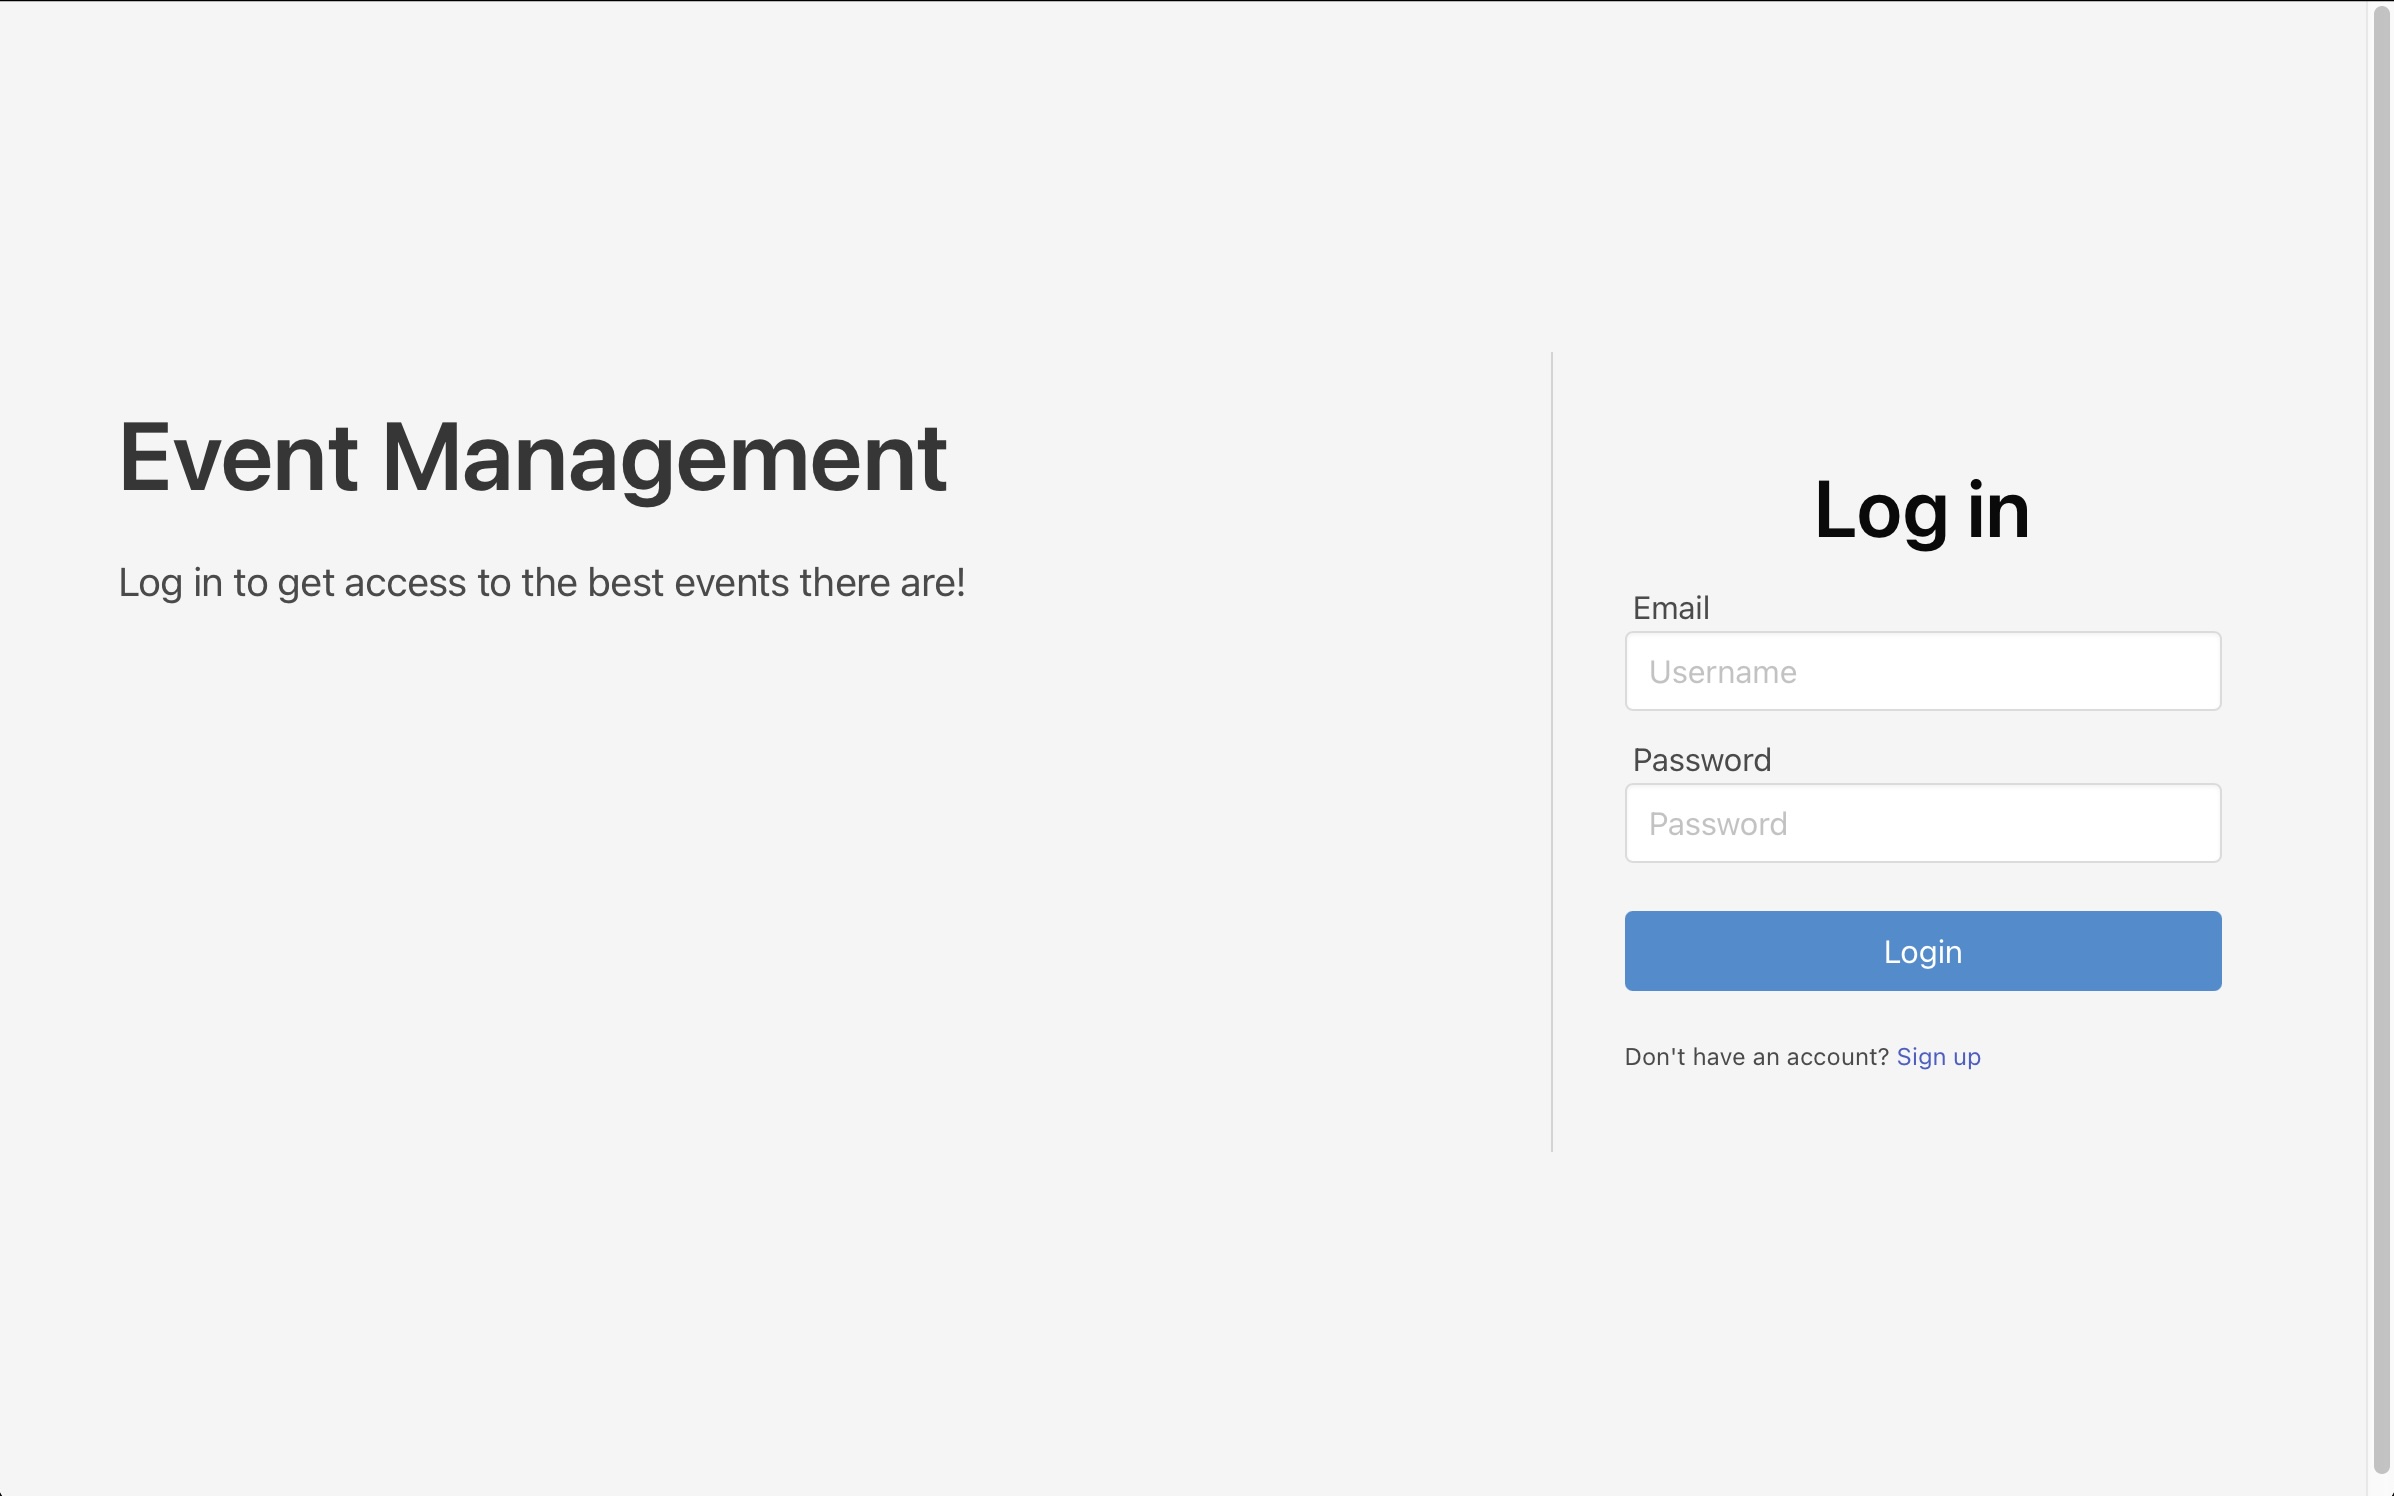 Event Management
Log in to get access to the best events there are!
Log in
Email
Username
Password
Password
Login
Don't have an account? Sign up